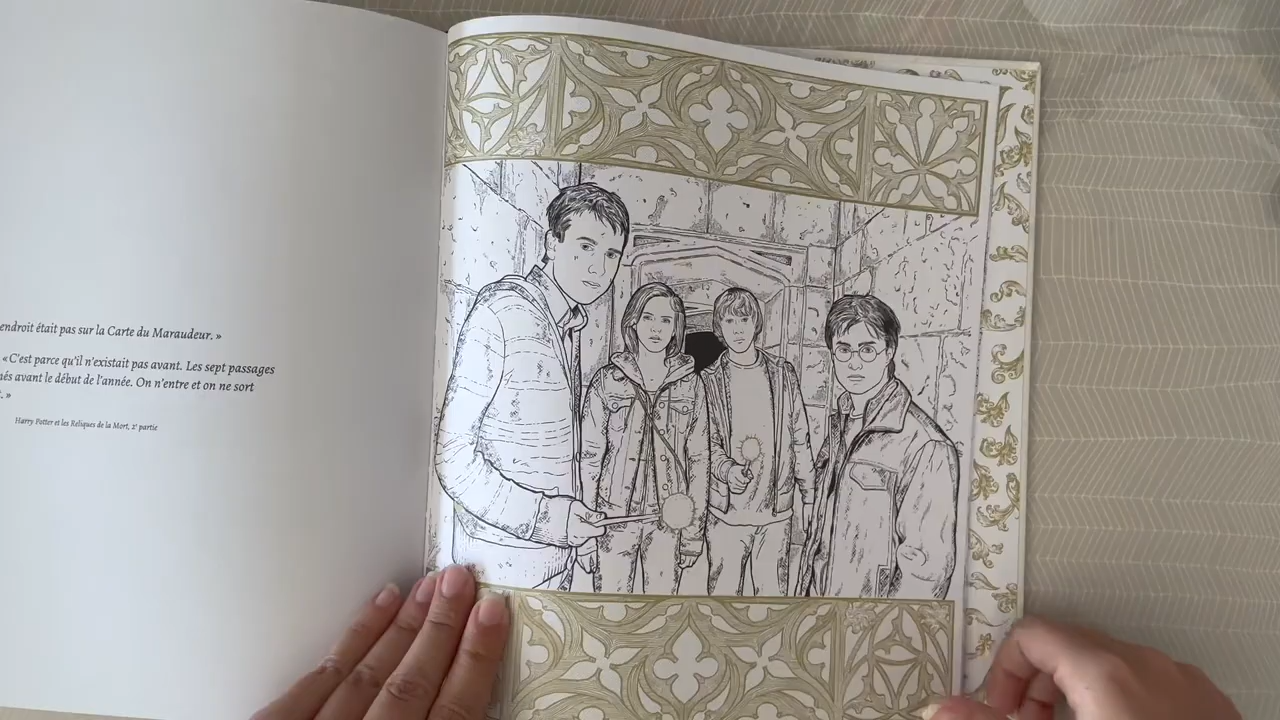 endroit était pas sur la Carte du Maraudeur. »
« C'est parce qu'il n'existait pas avant. Les sept passages
avant le début de l'année. On n'entre et on ne sort
. »
Harry Potter et les Reliques de la Mort, 2e partie